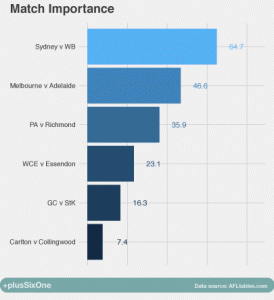 Match Importance
Sydney v WB 64.7
Melbourne v Adelaide 46.6
PA v Richmond 35.9
WCE v Essendon 23.1
GC v StK 16.3
Carlton v Collingwood 7.4
+plusSixOne Data source: AFLtables.com